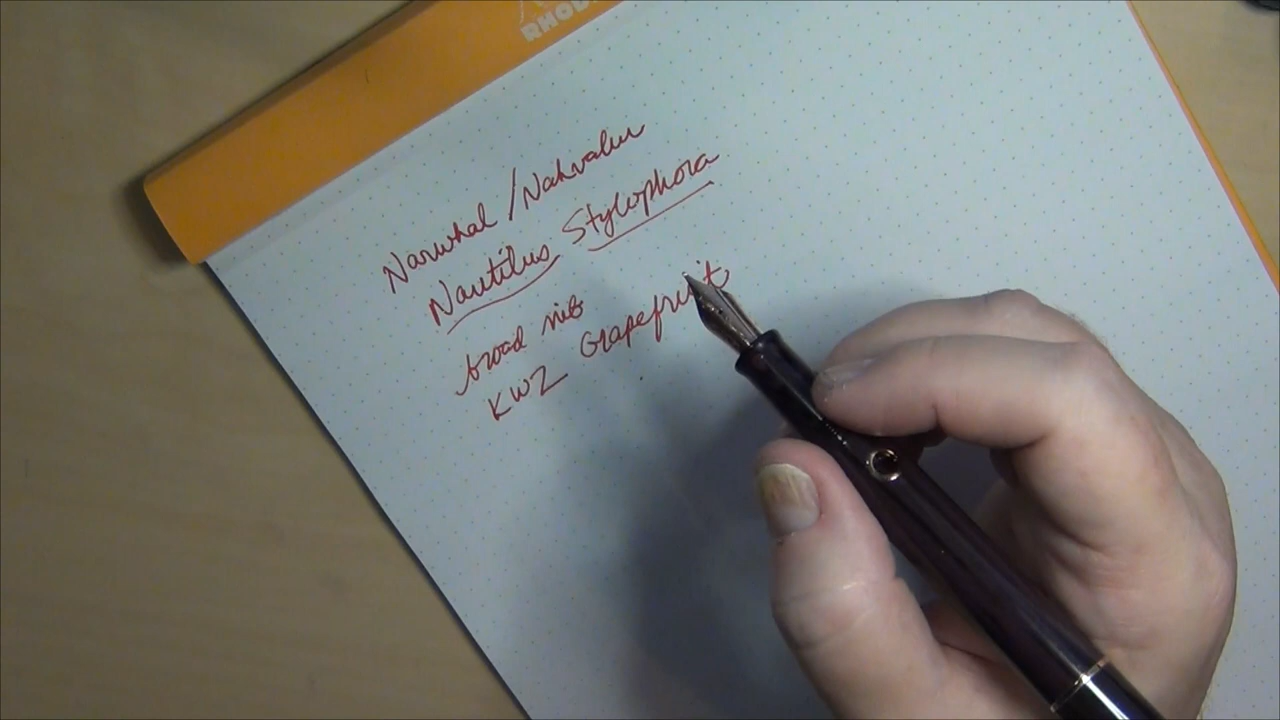 RHOD
Narwhal / Nahvalur
Nautilus Stylophora
broad nib
KWZ Grapefruit